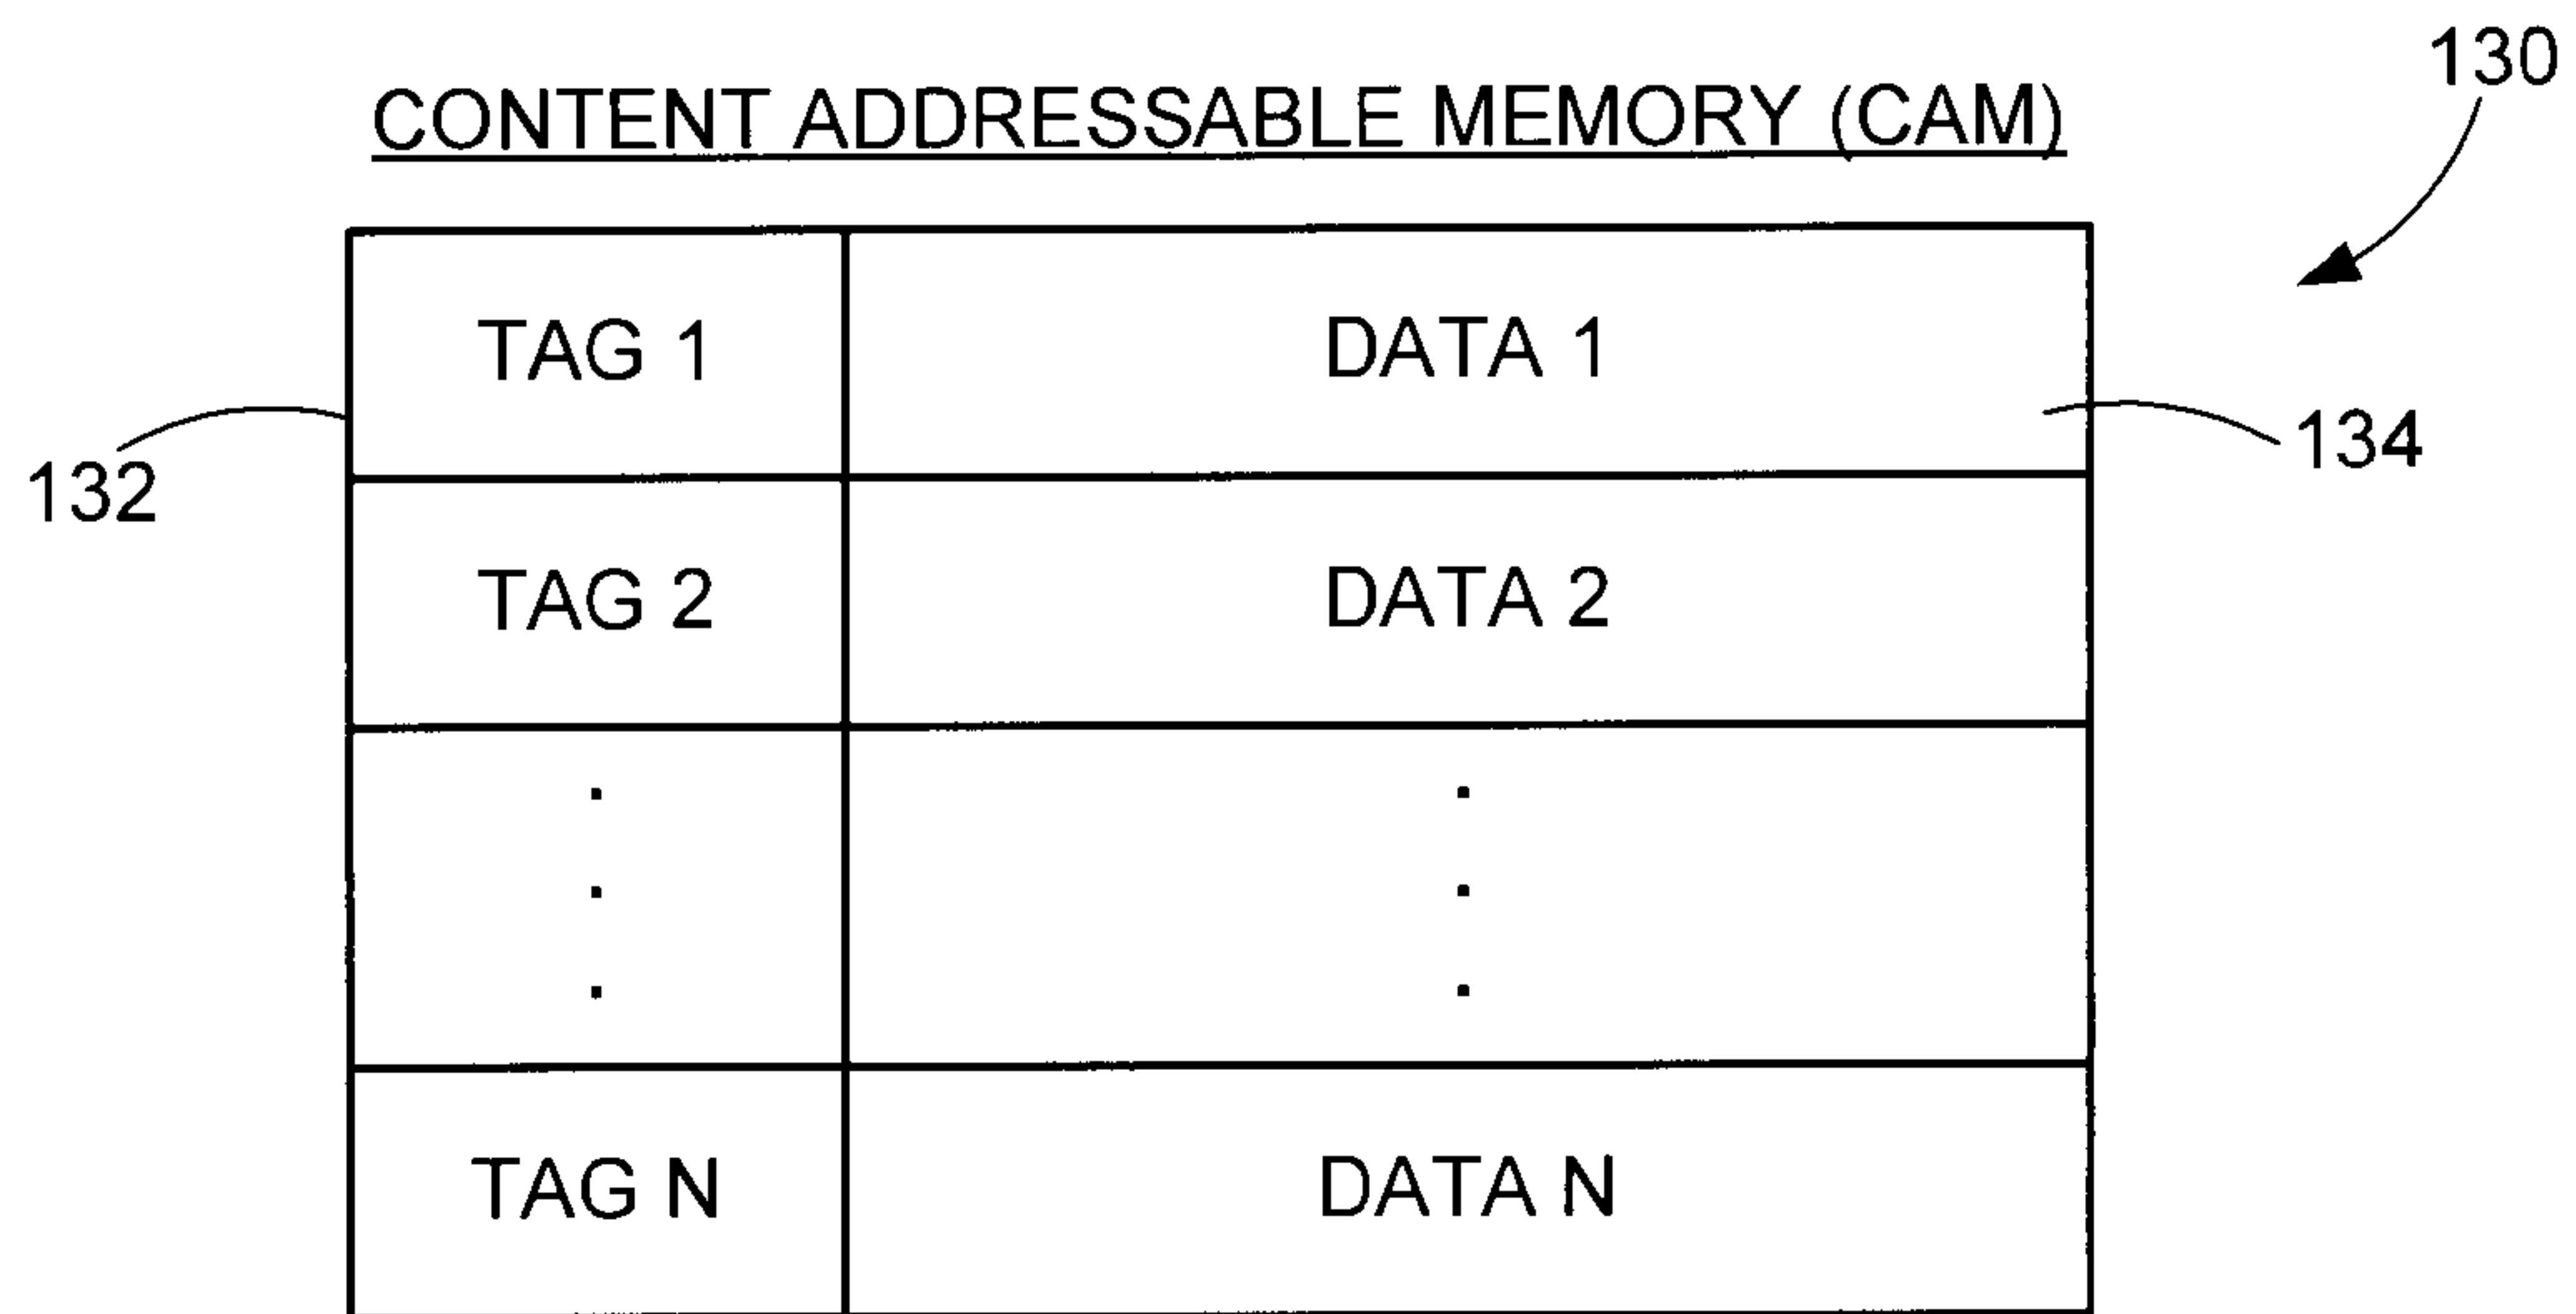 130
CONTENT ADDRESSABLE MEMORY (CAM)
TAG 1 DATA 1
132
134
TAG 2 DATA 2
. .
. .
. .
TAG N DATA N